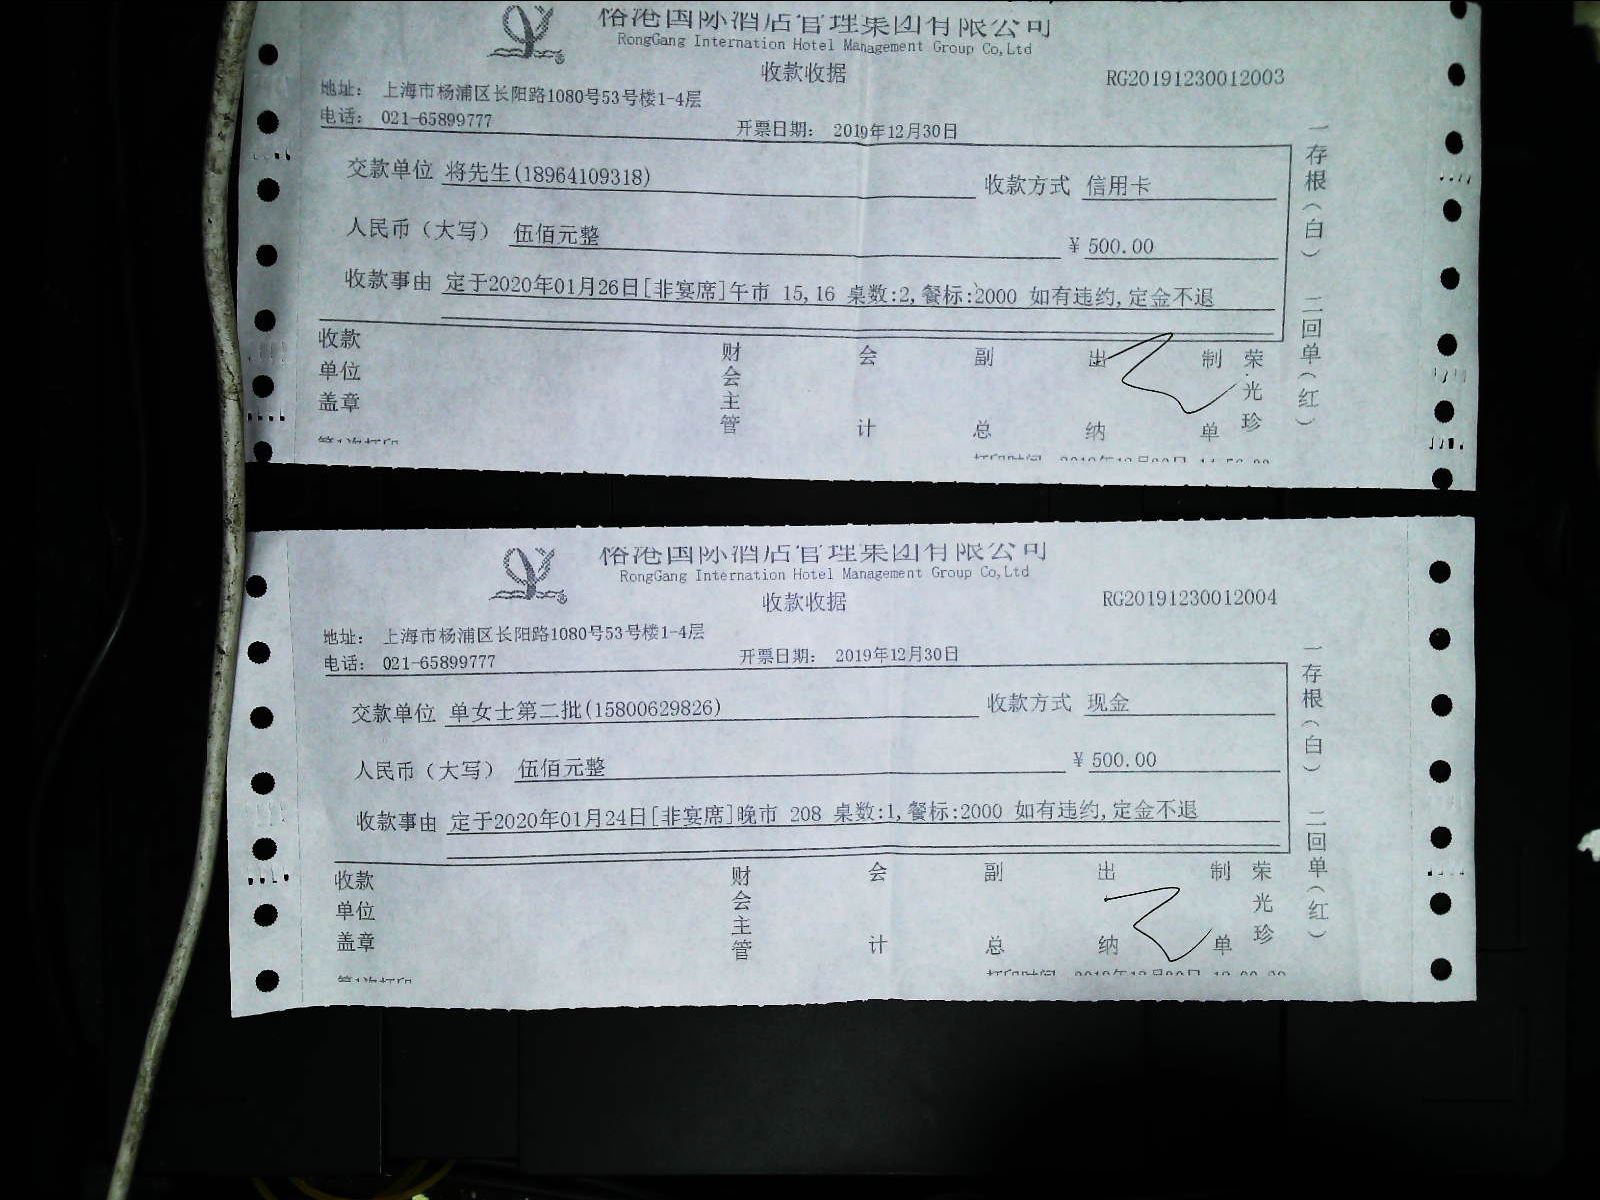 裕港国际酒店管理集团有限公司
RongGang Internation Hotel Management Group Co,Ltd
收款收据
RG20191230012003
地址： 上海市杨浦区长阳路1080号53号楼1-4层
电话： 021-65899777
开票日期： 2019年12月30日
交款单位 将先生(18964109318) 收款方式 信用卡
人民币（大写） 伍佰元整 ¥ 500.00
收款事由 定于2020年01月26日[非宴席]午市 15,16 桌数:2,餐标:2000 如有违约,定金不退
收款单位盖章 财会主管 会计 副总 出纳 制单 荣光珍
一存根（白） 二回单（红）
第1次打印
裕港国际酒店管理集团有限公司
RongGang Internation Hotel Management Group Co,Ltd
收款收据
RG20191230012004
地址： 上海市杨浦区长阳路1080号53号楼1-4层
电话： 021-65899777
开票日期： 2019年12月30日
交款单位 单女士第二批(15800629826) 收款方式 现金
人民币（大写） 伍佰元整 ¥ 500.00
收款事由 定于2020年01月24日[非宴席]晚市 208 桌数:1,餐标:2000 如有违约,定金不退
收款单位盖章 财会主管 会计 副总 出纳 制单 荣光珍
一存根（白） 二回单（红）
第1次打印